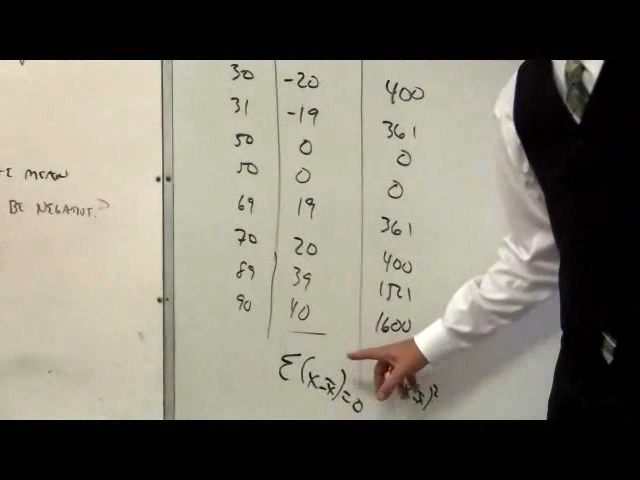 30 -20 400
31 -19 361
50 0 0
50 0 0
69 19 361
70 20 400
89 39 1521
90 40 1600
Σ(x-x̄)=0
x̄)²
MEAN
BE NEGATIVE?